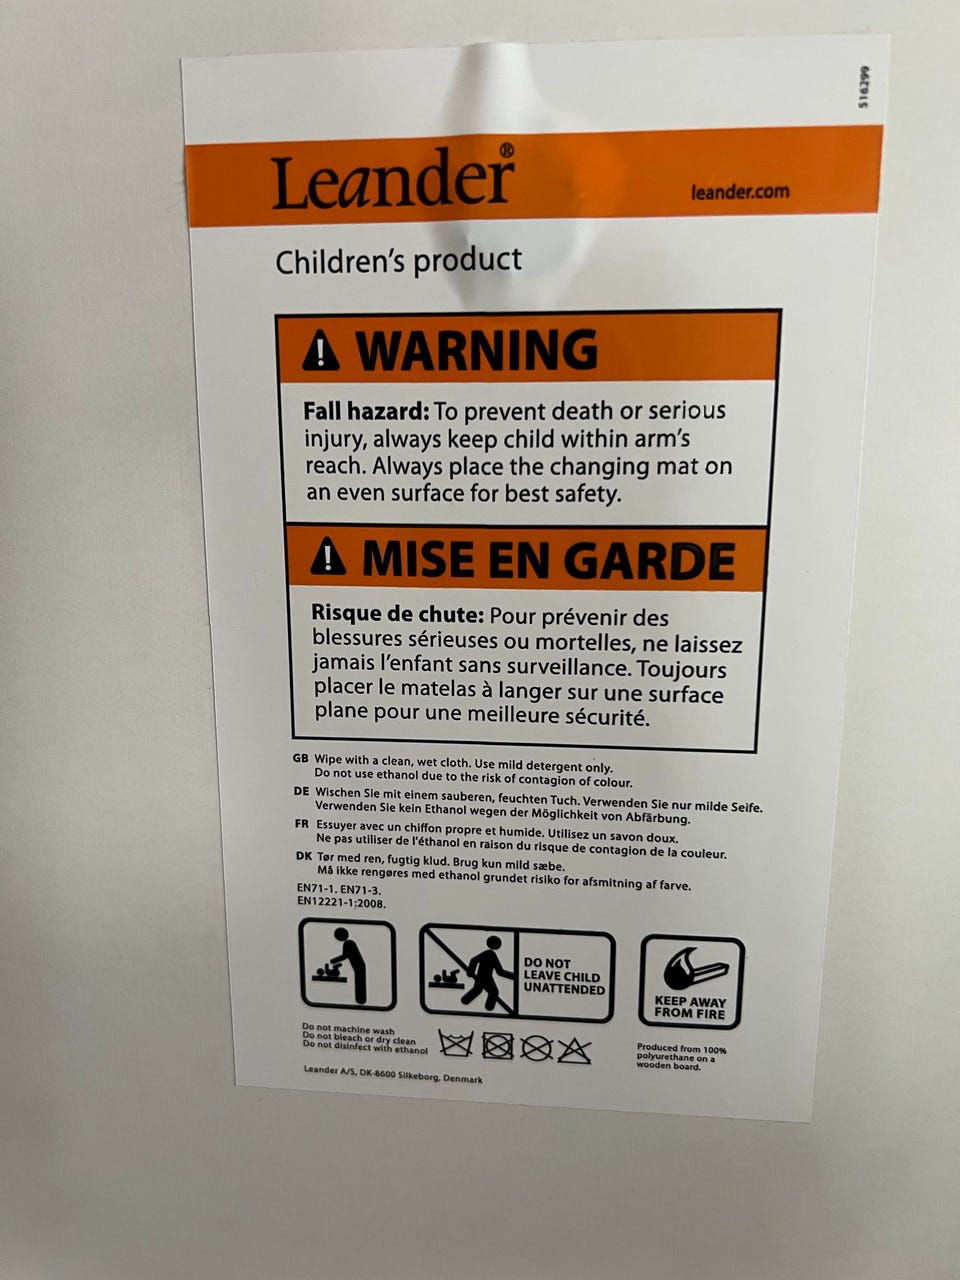 516299
Leander®
leander.com
Children's product
WARNING
Fall hazard: To prevent death or serious
injury, always keep child within arm's
reach. Always place the changing mat on
an even surface for best safety.
MISE EN GARDE
Risque de chute: Pour prévenir des
blessures sérieuses ou mortelles, ne laissez
jamais l'enfant sans surveillance. Toujours
placer le matelas à langer sur une surface
plane pour une meilleure sécurité.
GB Wipe with a clean, wet cloth. Use mild detergent only.
Do not use ethanol due to the risk of contagion of colour.
DE Wischen Sie mit einem sauberen, feuchten Tuch. Verwenden Sie nur milde Seife.
Verwenden Sie kein Ethanol wegen der Möglichkeit von Abfärbung.
FR Essuyer avec un chiffon propre et humide. Utilisez un savon doux.
Ne pas utiliser de l'éthanol en raison du risque de contagion de la couleur.
DK Tør med ren, fugtig klud. Brug kun mild sæbe.
Må ikke rengøres med ethanol grundet risiko for afsmitning af farve.
EN71-1. EN71-3.
EN12221-1:2008.
DO NOT
LEAVE CHILD
UNATTENDED
KEEP AWAY
FROM FIRE
Do not machine wash
Do not bleach or dry clean
Do not disinfect with ethanol
Produced from 100%
polyurethane on a
wooden board.
Leander A/S, DK-8600 Silkeborg, Denmark